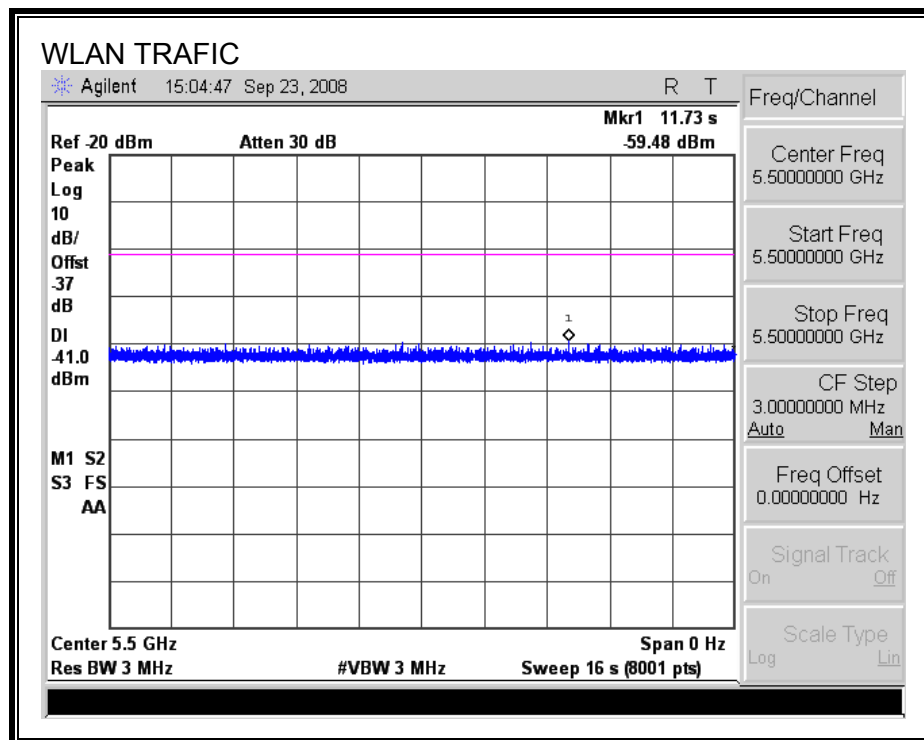 WLAN TRAFIC
Agilent 15:04:47 Sep 23, 2008 R T
Mkr1 11.73 s
Ref -20 dBm Atten 30 dB -59.48 dBm
Peak
Log
10
dB/
Offst
-37
dB
DI
-41.0
dBm
M1 S2
S3 FS
AA
1
Center 5.5 GHz Span 0 Hz
Res BW 3 MHz #VBW 3 MHz Sweep 16 s (8001 pts)
Freq/Channel
Center Freq
5.50000000 GHz
Start Freq
5.50000000 GHz
Stop Freq
5.50000000 GHz
CF Step
3.00000000 MHz
Auto Man
Freq Offset
0.00000000 Hz
Signal Track
On Off
Scale Type
Log Lin